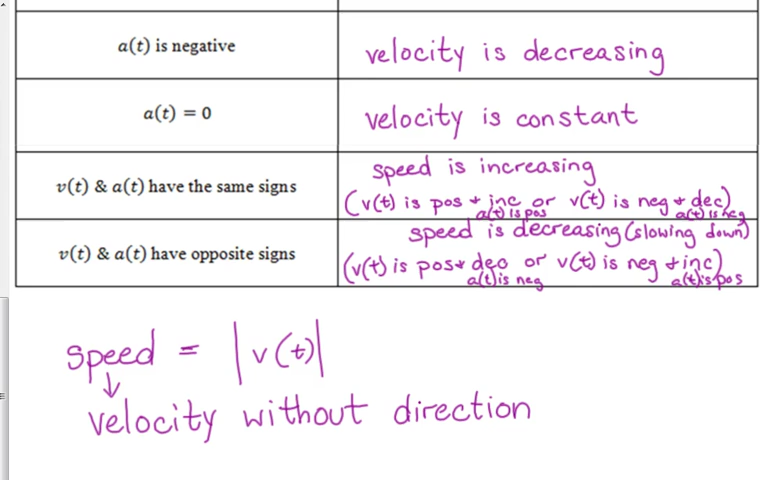 a(t) is negative
velocity is decreasing
a(t) = 0
velocity is constant
v(t) & a(t) have the same signs
speed is increasing
(v(t) is pos + inc or v(t) is neg + dec)
a(t) is pos a(t) is neg
v(t) & a(t) have opposite signs
speed is decreasing (slowing down)
(v(t) is pos + dec or v(t) is neg + inc)
a(t) is neg a(t) is pos
speed = |v(t)|
velocity without direction